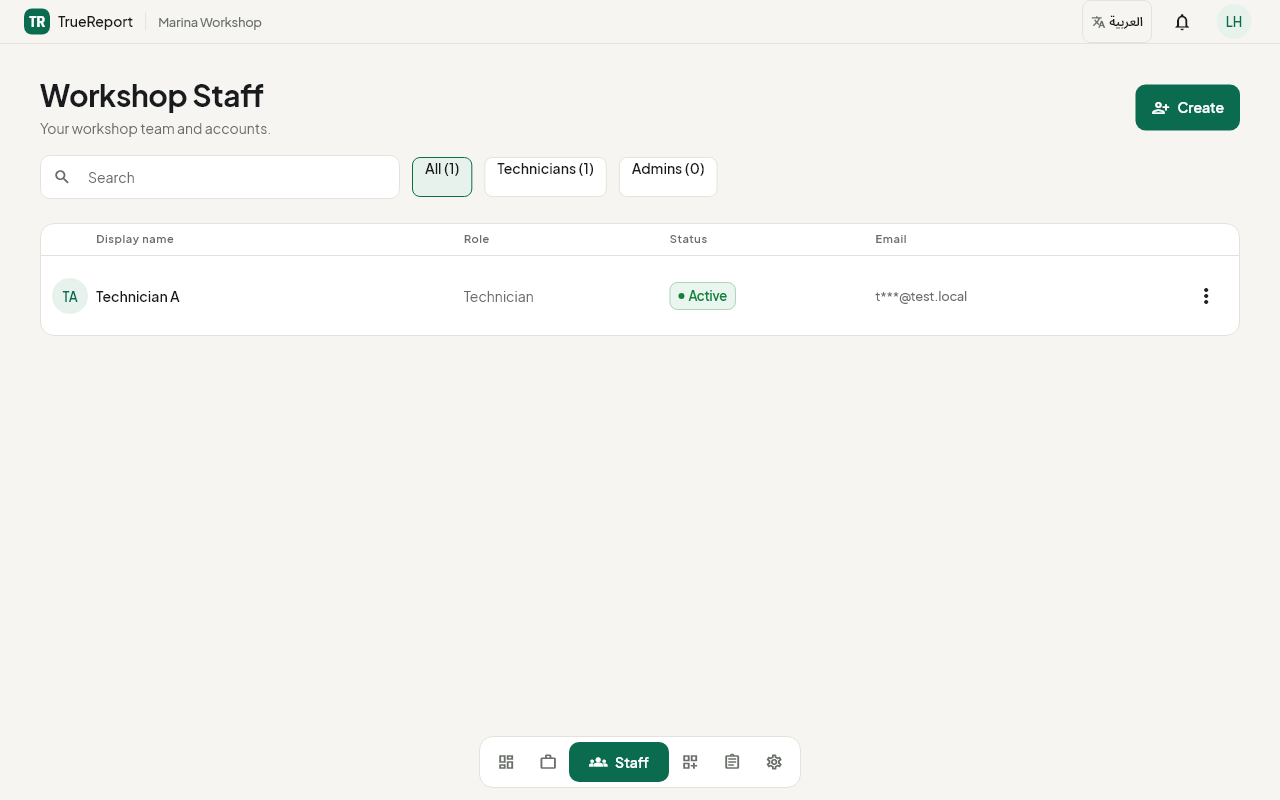 TR TrueReport Marina Workshop العربية LH
Workshop Staff
Your workshop team and accounts.
Create
Search All (1) Technicians (1) Admins (0)
Display name Role Status Email
TA Technician A Technician Active t***@test.local
Staff